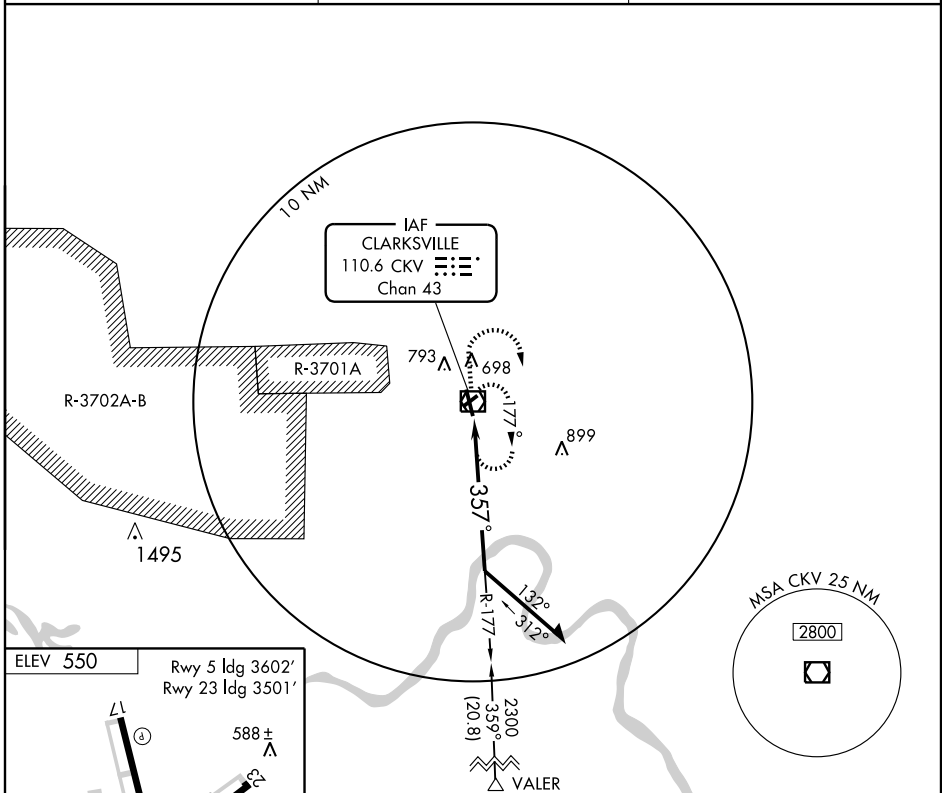 10 NM
IAF
CLARKSVILLE
110.6 CKV
Chan 43
R-3701A
793
698
R-3702A-B
177°
899
357°
1495
132°
312°
R-177
MSA CKV 25 NM
2800
ELEV 550
Rwy 5 ldg 3602'
Rwy 23 ldg 3501'
17
P
588 ±
23
2300
359°
(20.8)
VALER